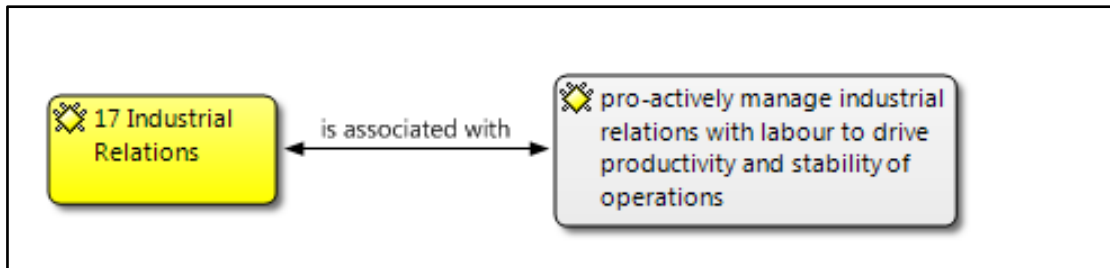 17 Industrial
Relations
is associated with
pro-actively manage industrial
relations with labour to drive
productivity and stability of
operations